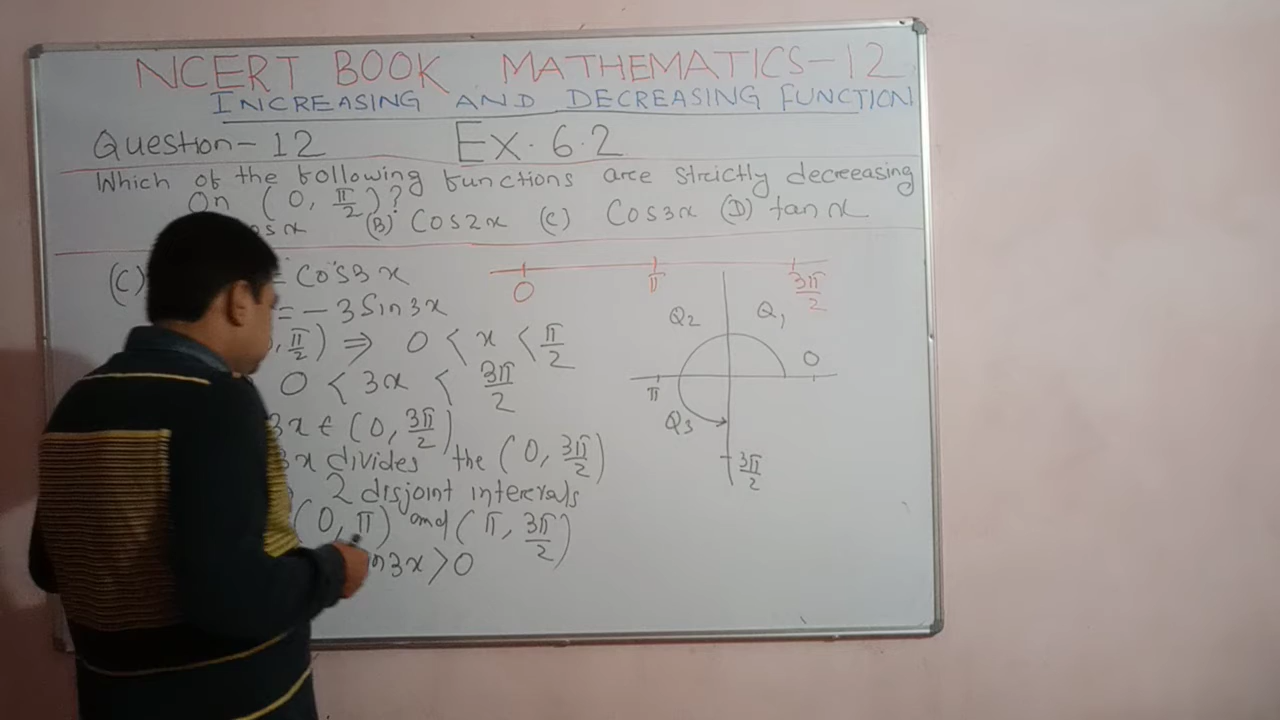 NCERT BOOK MATHEMATICS-12
INCREASING AND DECREASING FUNCTION
Question-12 Ex. 6.2
Which of the following functions are strictly decreasing
On (0, π/2)?
osx (B) Cos2x (C) Cos3x (D) tan x
(C) = Cos3x
= -3Sin3x
, π/2) ⇒ 0 < x < π/2
0 < 3x < 3π/2
3x ∈ (0, 3π/2)
3x divides the (0, 3π/2)
2 disjoint intervals
(0, π) and (π, 3π/2)
in3x > 0
0 π 3π/2
Q2 Q1
π 0
Q3
3π/2